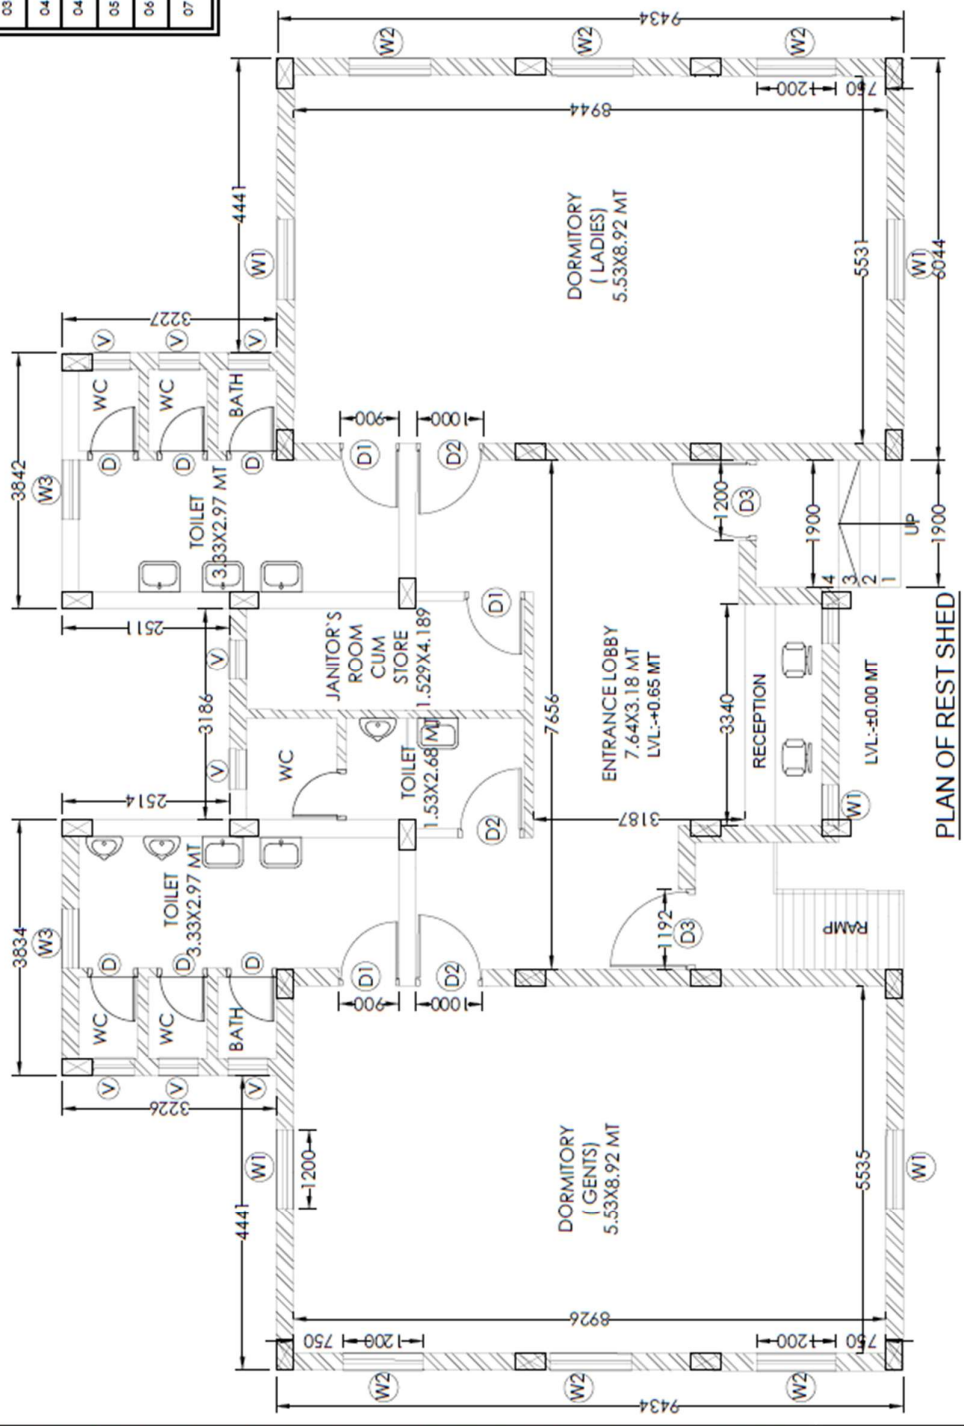 03
04
04
05
06
07
9434
W2
W2
W2
4441
1200
750
8944
W1
DORMITORY
( LADIES)
5.53X8.92 MT
5531
W1
6044
3227
V
V
V
WC
WC
BATH
3842
D
D
D
900
1000
D1
D2
W3
TOILET
3.33X2.97 MT
1200
D3
1900
UP
1900
4
3
2
1
2511
V
JANITOR`S
ROOM
CUM
STORE
1.529X4.189
D1
3186
7656
ENTRANCE LOBBY
7.64X3.18 MT
LVL:-+0.65 MT
3340
RECEPTION
LVL:-±0.00 MT
PLAN OF REST SHED
V
WC
TOILET
1.53X2.68 MT
D2
2514
3187
W1
TOILET
3.33X2.97 MT
3834
W3
D
D
D
D1
D2
900
1000
1192
D3
RAMP
WC
WC
BATH
V
V
V
3226
4441
W1
1200
DORMITORY
( GENTS)
5.53X8.92 MT
5535
W1
8926
750
1200
1200
750
W2
W2
W2
9434